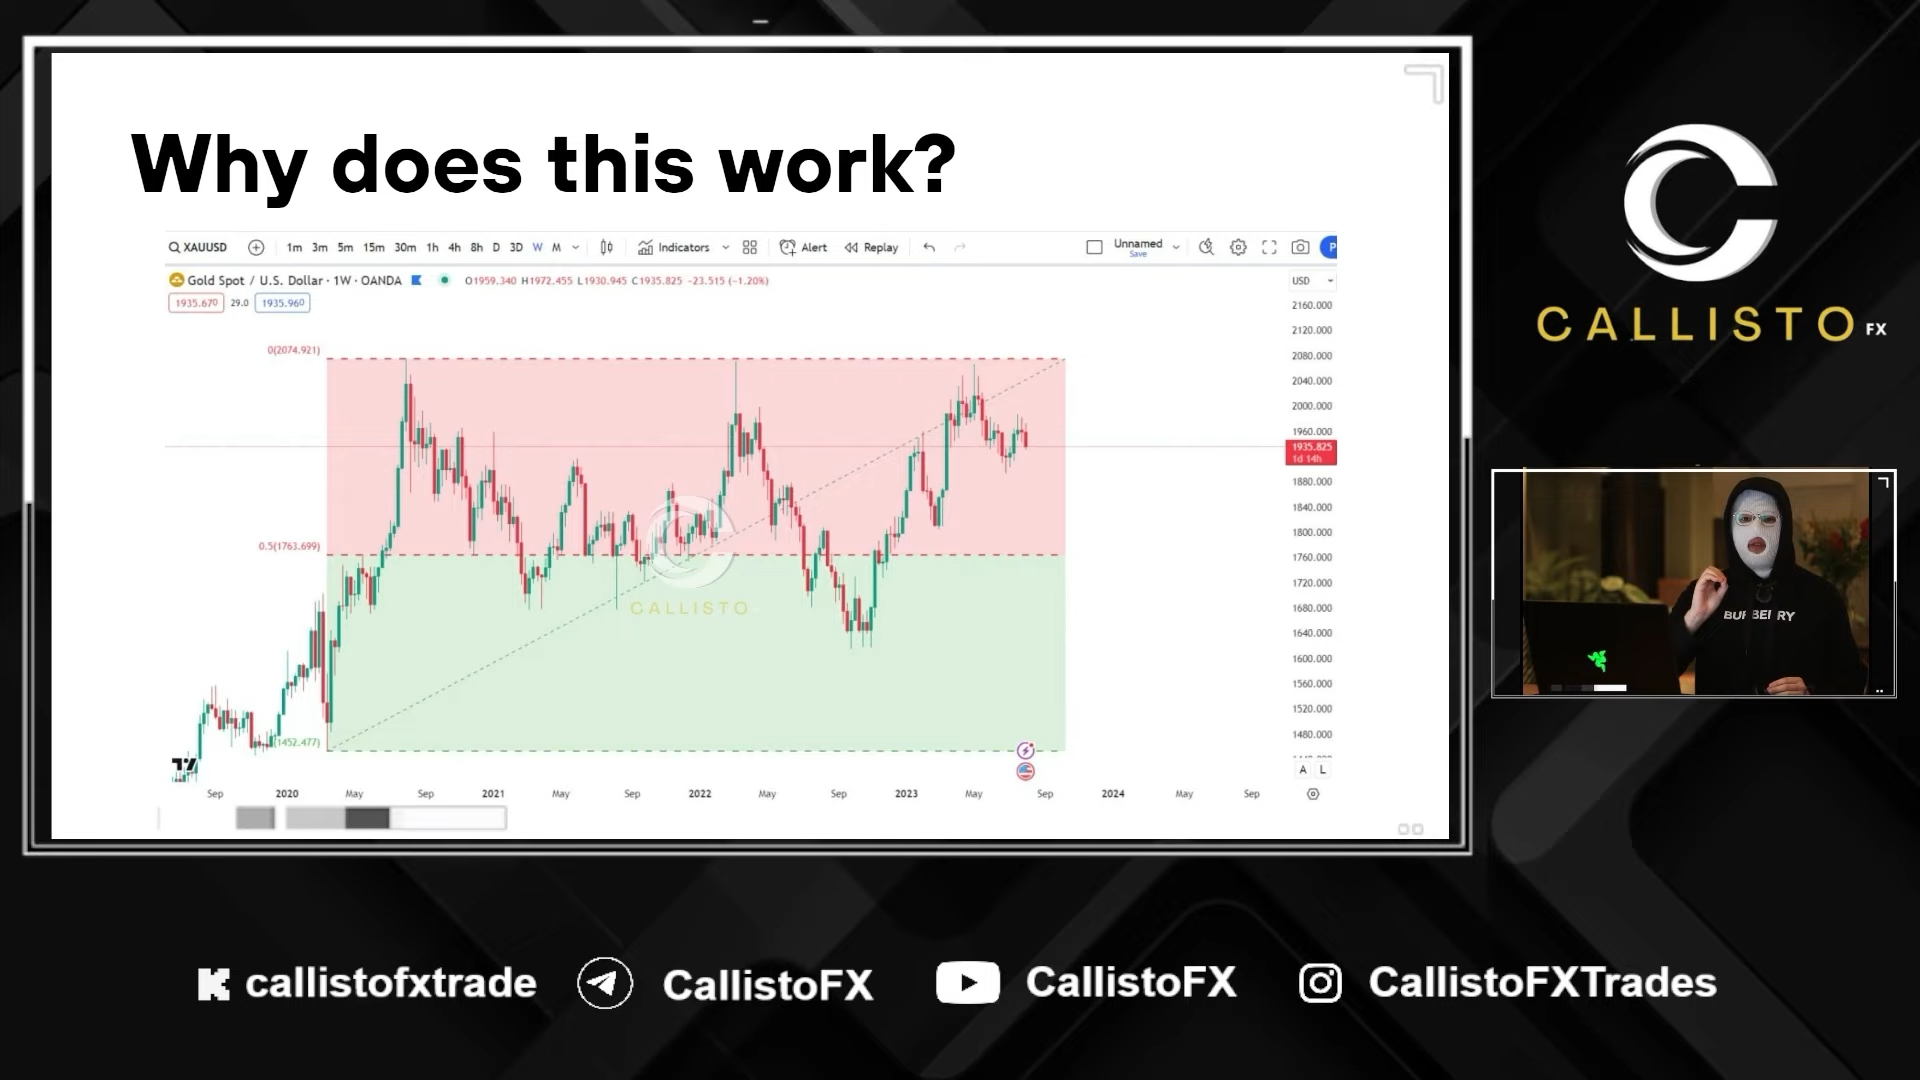 Why does this work?
XAUUSD 1m 3m 5m 15m 30m 1h 4h 8h D 3D W M Indicators Alert Replay Unnamed
Save
P
Gold Spot / U.S. Dollar · 1W · OANDA O1959.340 H1972.455 L1930.945 C1935.825 -23.515 (-1.20%)
USD
1935.670 29.0 1935.960
2160.000
2120.000
0(2074.921)
2080.000
2040.000
2000.000
1960.000
1935.825
1d 14h
1880.000
1840.000
1800.000
0.5(1763.699)
1760.000
1720.000
1680.000
CALLISTO
1640.000
1600.000
1560.000
1520.000
(1452.477)
1480.000
A L
Sep 2020 May Sep 2021 May Sep 2022 May Sep 2023 May Sep 2024 May Sep
C
CALLISTO FX
BURBERRY
callistofxtrade CallistoFX CallistoFX CallistoFXTrades